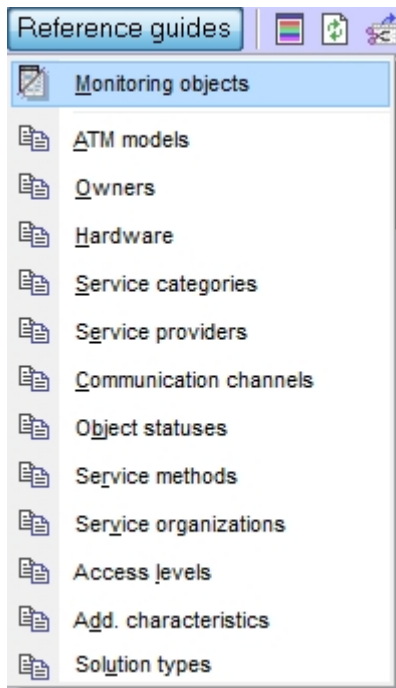 Reference guides
Monitoring objects
ATM models
Owners
Hardware
Service categories
Service providers
Communication channels
Object statuses
Service methods
Service organizations
Access levels
Add. characteristics
Solution types